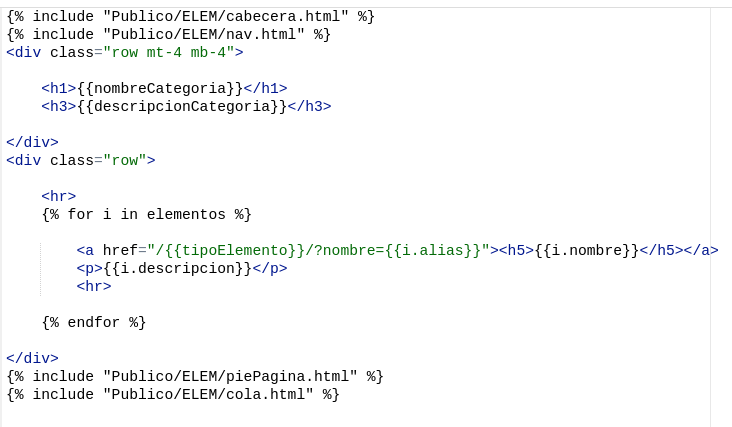 {% include "Publico/ELEM/cabecera.html" %}
{% include "Publico/ELEM/nav.html" %}
<div class="row mt-4 mb-4">
<h1>{{nombreCategoria}}</h1>
<h3>{{descripcionCategoria}}</h3>
</div>
<div class="row">
<hr>
{% for i in elementos %}
<a href="/{{tipoElemento}}/?nombre={{i.alias}}"><h5>{{i.nombre}}</h5></a>
<p>{{i.descripcion}}</p>
<hr>
{% endfor %}
</div>
{% include "Publico/ELEM/piePagina.html" %}
{% include "Publico/ELEM/cola.html" %}